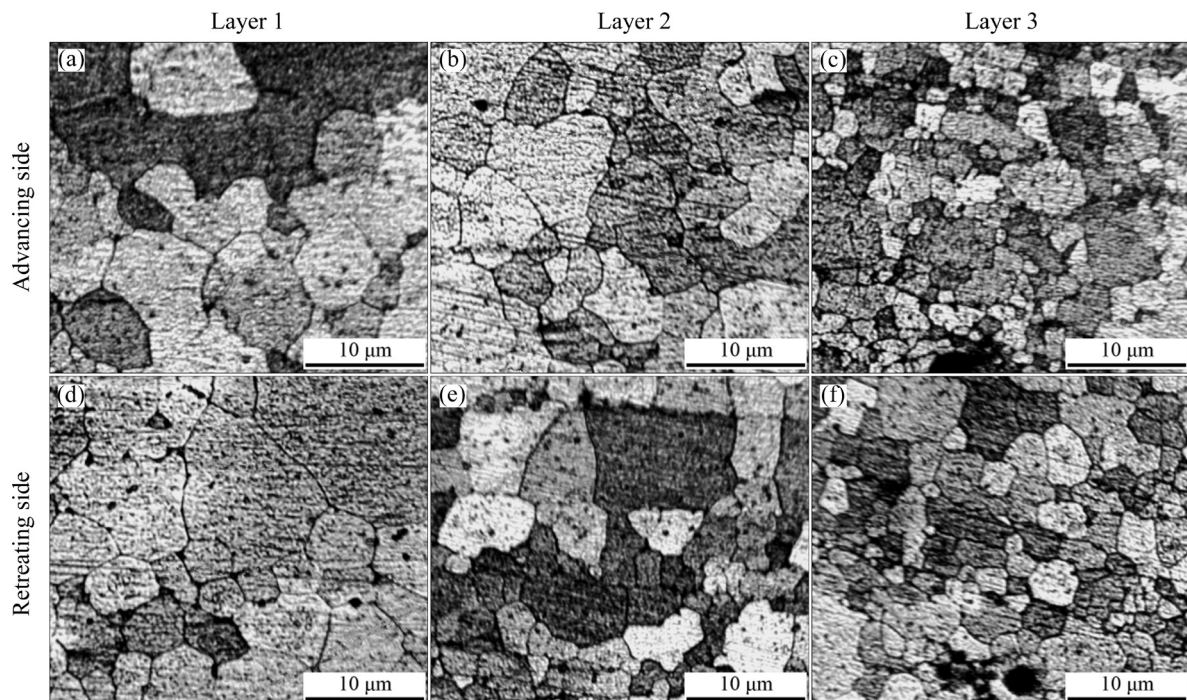 Layer 1 Layer 2 Layer 3
Advancing side
(a) (b) (c)
10 μm 10 μm 10 μm
Retreating side
(d) (e) (f)
10 μm 10 μm 10 μm